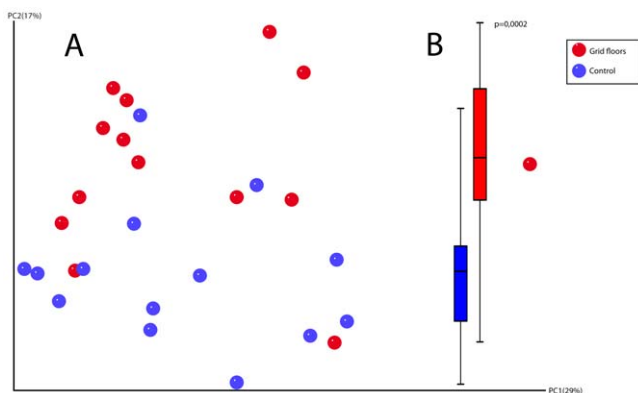 PC2(17%)
A
B
p=0,0002
Grid floors
Control
PC1(29%)